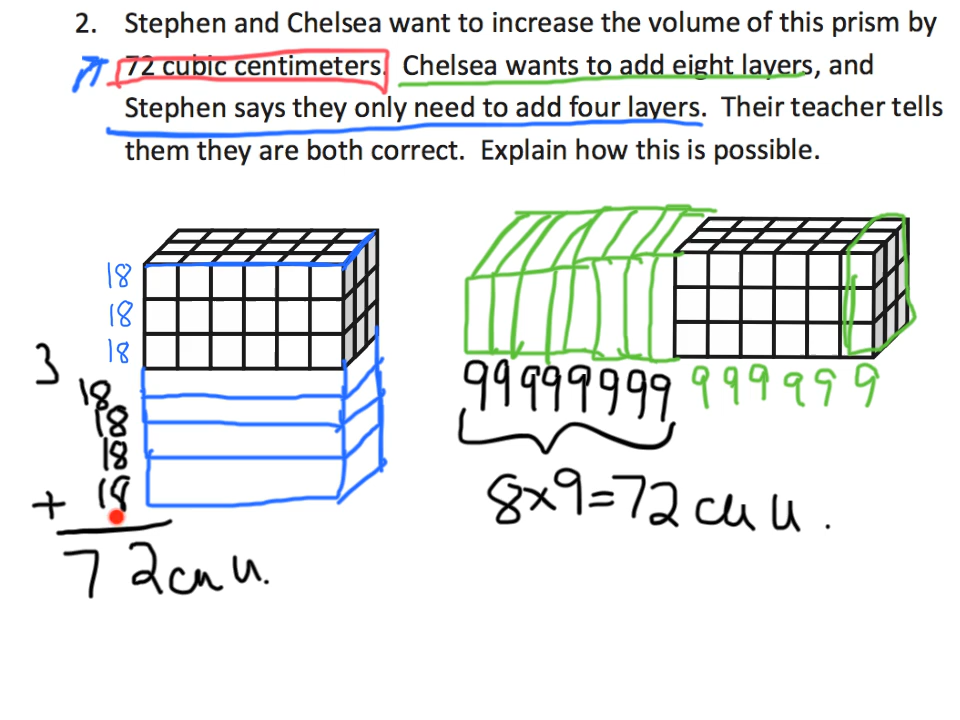 2. Stephen and Chelsea want to increase the volume of this prism by
72 cubic centimeters. Chelsea wants to add eight layers, and
Stephen says they only need to add four layers. Their teacher tells
them they are both correct. Explain how this is possible.
18
18
18
3
18
18
18
+ 18
72 cu u.
99999999 999999
8x9=72 cu u.